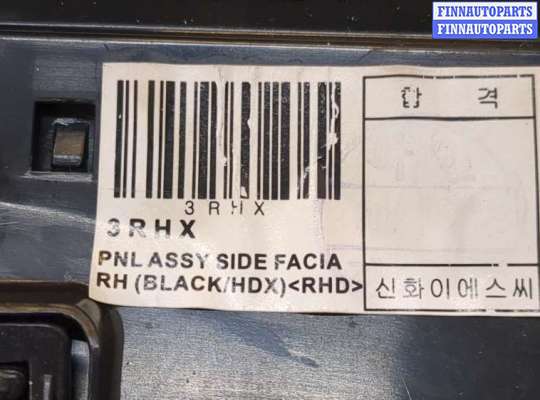 FINNAUTOPARTS
FINNAUTOPARTS
합 격
3RHX
3RHX
PNL ASSY SIDE FACIA
RH (BLACK/HDX)<RHD>
신화이에스씨